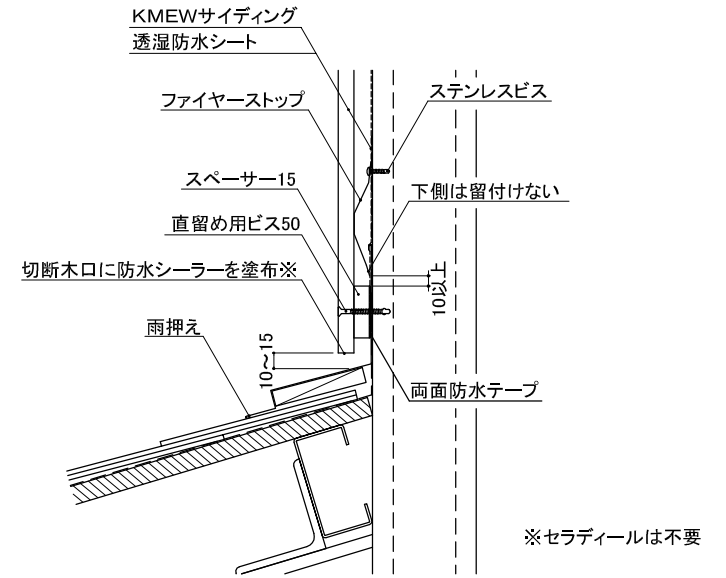 KMEWサイディング
透湿防水シート
ファイヤーストップ
ステンレスビス
スペーサー15
下側は留付けない
直留め用ビス50
切断木口に防水シーラーを塗布※
10以上
雨押え
10～15
両面防水テープ
※セラディールは不要